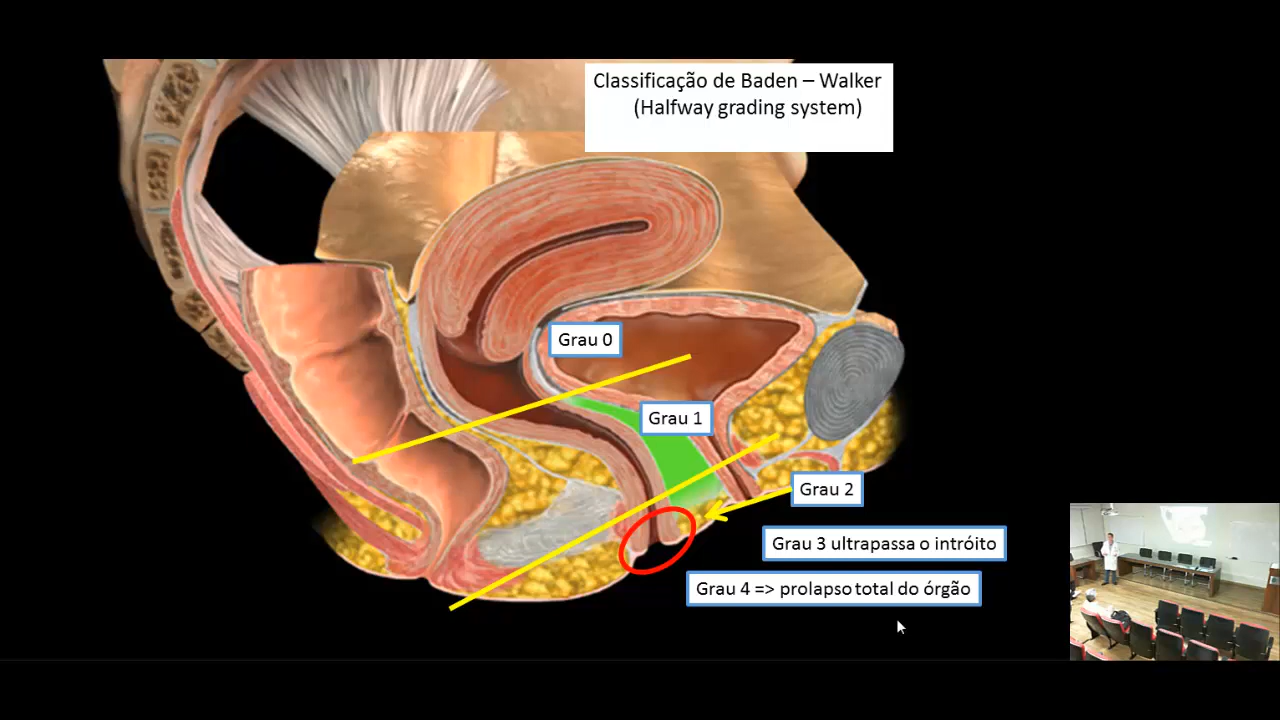 Classificação de Baden – Walker
(Halfway grading system)
Grau 0
Grau 1
Grau 2
Grau 3 ultrapassa o intróito
Grau 4 => prolapso total do órgão